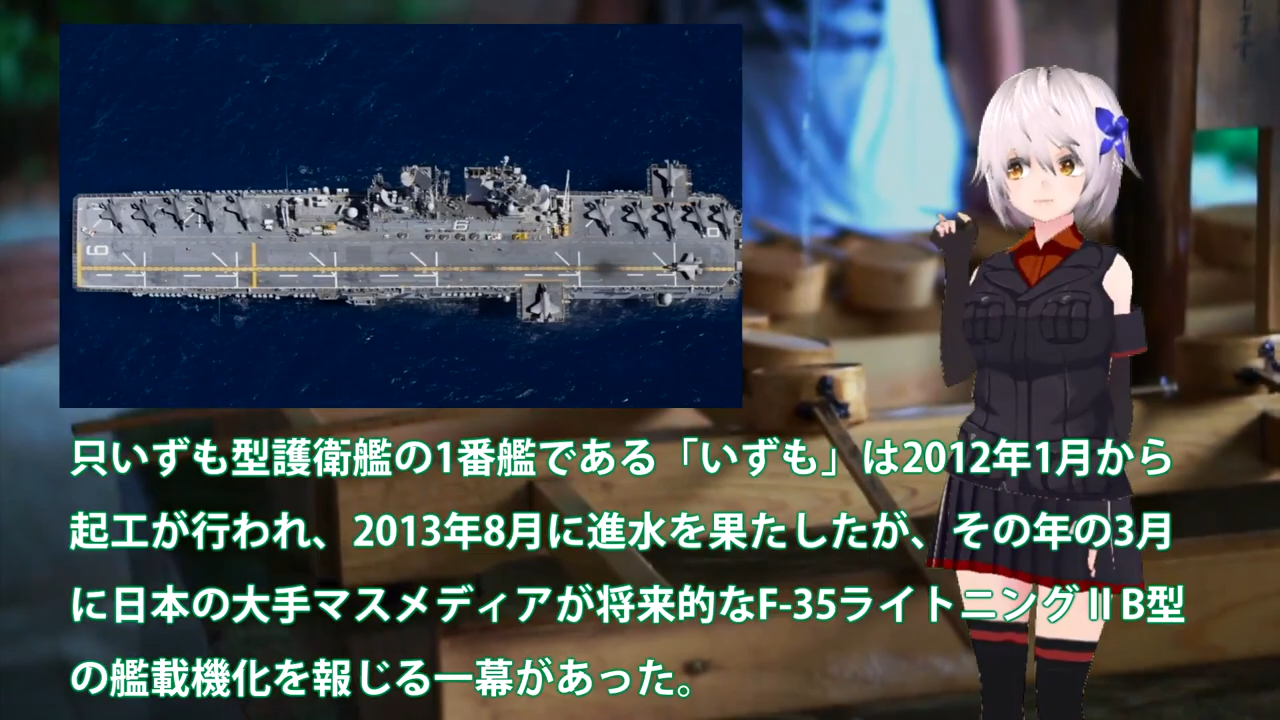 6
6
只いずも型護衛艦の1番艦である「いずも」は2012年1月から
起工が行われ、2013年8月に進水を果たしたが、その年の3月
に日本の大手マスメディアが将来的なF-35ライトニングⅡB型
の艦載機化を報じる一幕があった。